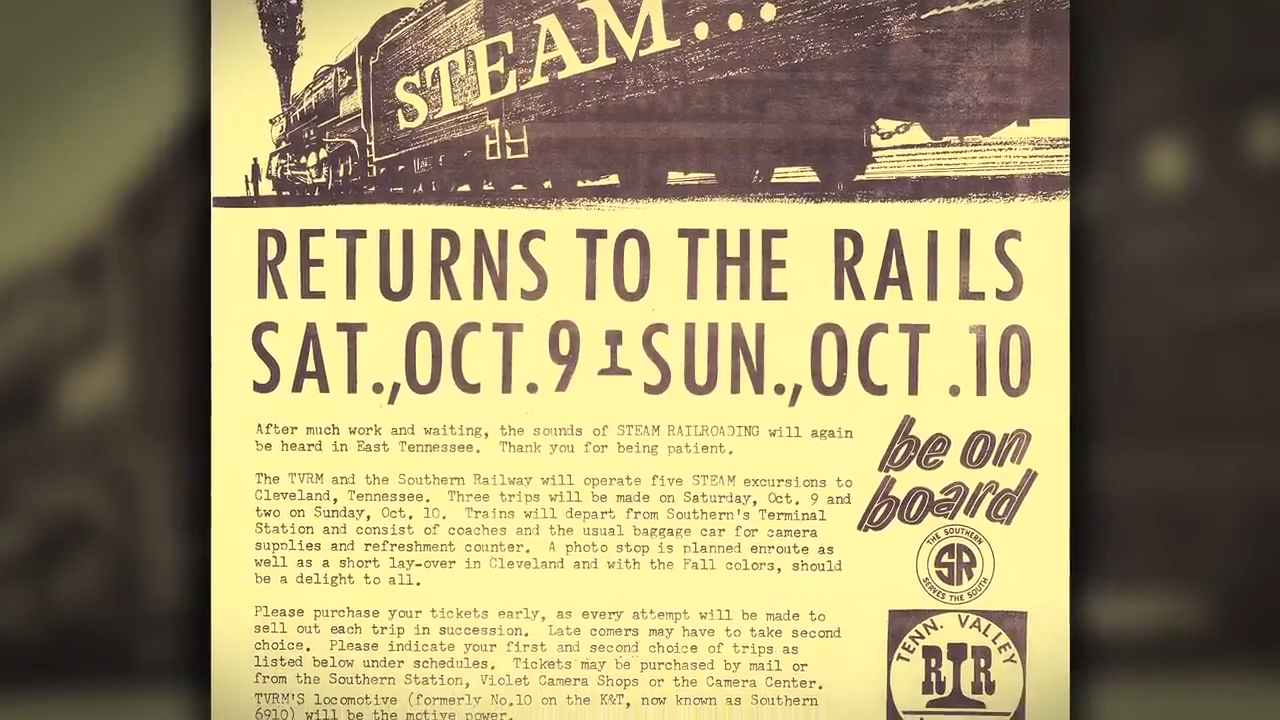 STEAM...
RETURNS TO THE RAILS
SAT.,OCT.9 SUN.,OCT.10
After much work and waiting, the sounds of STEAM RAILROADING will again
be heard in East Tennessee. Thank you for being patient.
The TVRM and the Southern Railway will operate five STEAM excursions to
Cleveland, Tennessee. Three trips will be made on Saturday, Oct. 9 and
two on Sunday, Oct. 10. Trains will depart from Southern's Terminal
Station and consist of coaches and the usual baggage car for camera
supplies and refreshment counter. A photo stop is planned enroute as
well as a short lay-over in Cleveland and with the Fall colors, should
be a delight to all.
Please purchase your tickets early, as every attempt will be made to
sell out each trip in succession. Late comers may have to take second
choice. Please indicate your first and second choice of trips as
listed below under schedules. Tickets may be purchased by mail or
from the Southern Station, Violet Camera Shops or the Camera Center.
TVRM'S locomotive (formerly No.10 on the K&T, now known as Southern
6910) will be the motive power.
be on
board
THE SOUTHERN
SR
SERVES THE SOUTH
TENN. VALLEY
R R